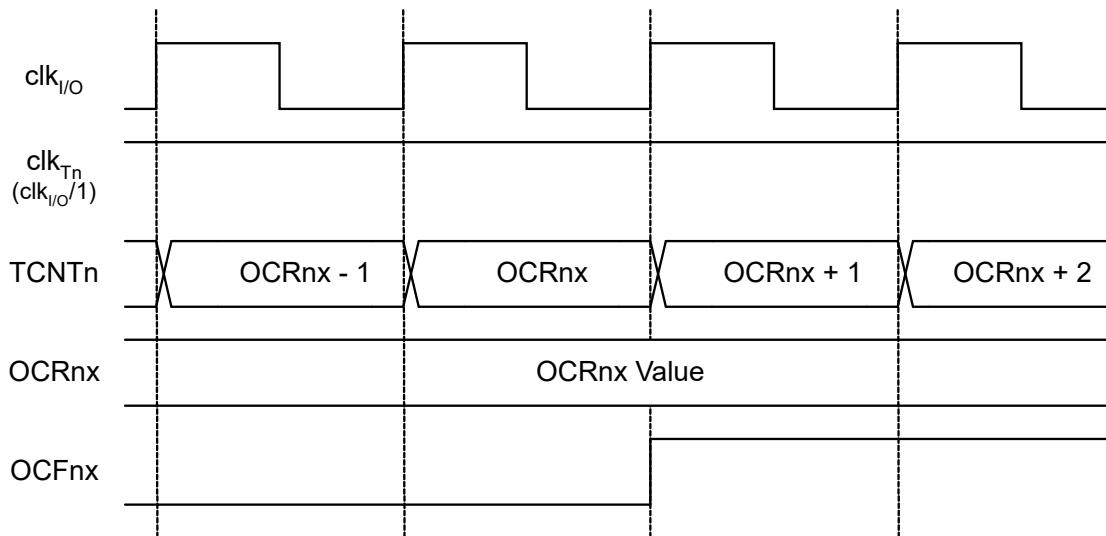 clkI/O
clkTn
(clkI/O/1)
TCNTn OCRnx - 1 OCRnx OCRnx + 1 OCRnx + 2
OCRnx OCRnx Value
OCFnx